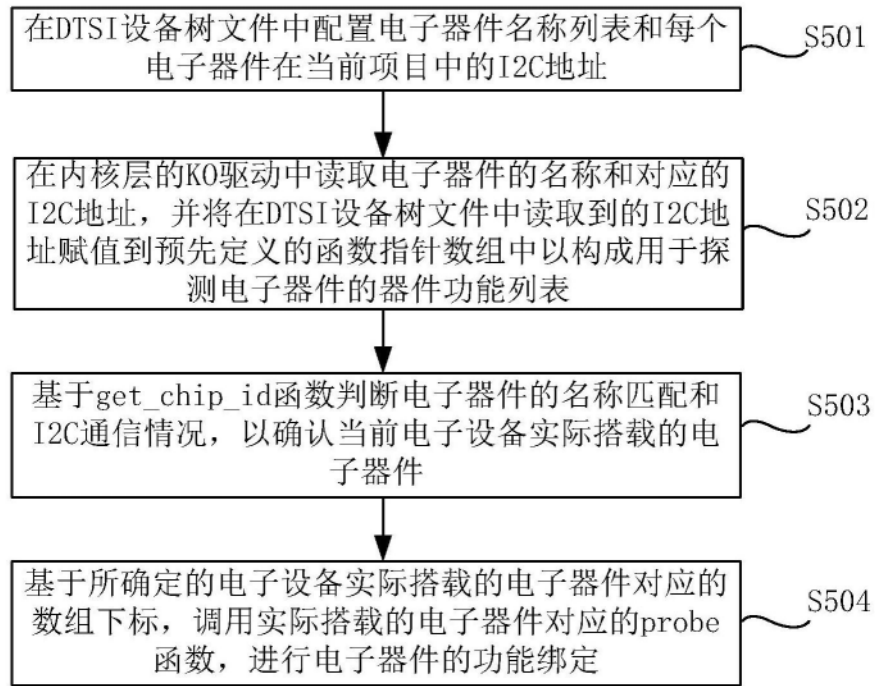 在DTSI设备树文件中配置电子器件名称列表和每个
电子器件在当前项目中的I2C地址
S501
在内核层的KO驱动中读取电子器件的名称和对应的
I2C地址，并将在DTSI设备树文件中读取到的I2C地
址赋值到预先定义的函数指针数组中以构成用于探
测电子器件的器件功能列表
S502
基于get_chip_id函数判断电子器件的名称匹配和
I2C通信情况，以确认当前电子设备实际搭载的电
子器件
S503
基于所确定的电子设备实际搭载的电子器件对应的
数组下标，调用实际搭载的电子器件对应的probe
函数，进行电子器件的功能绑定
S504